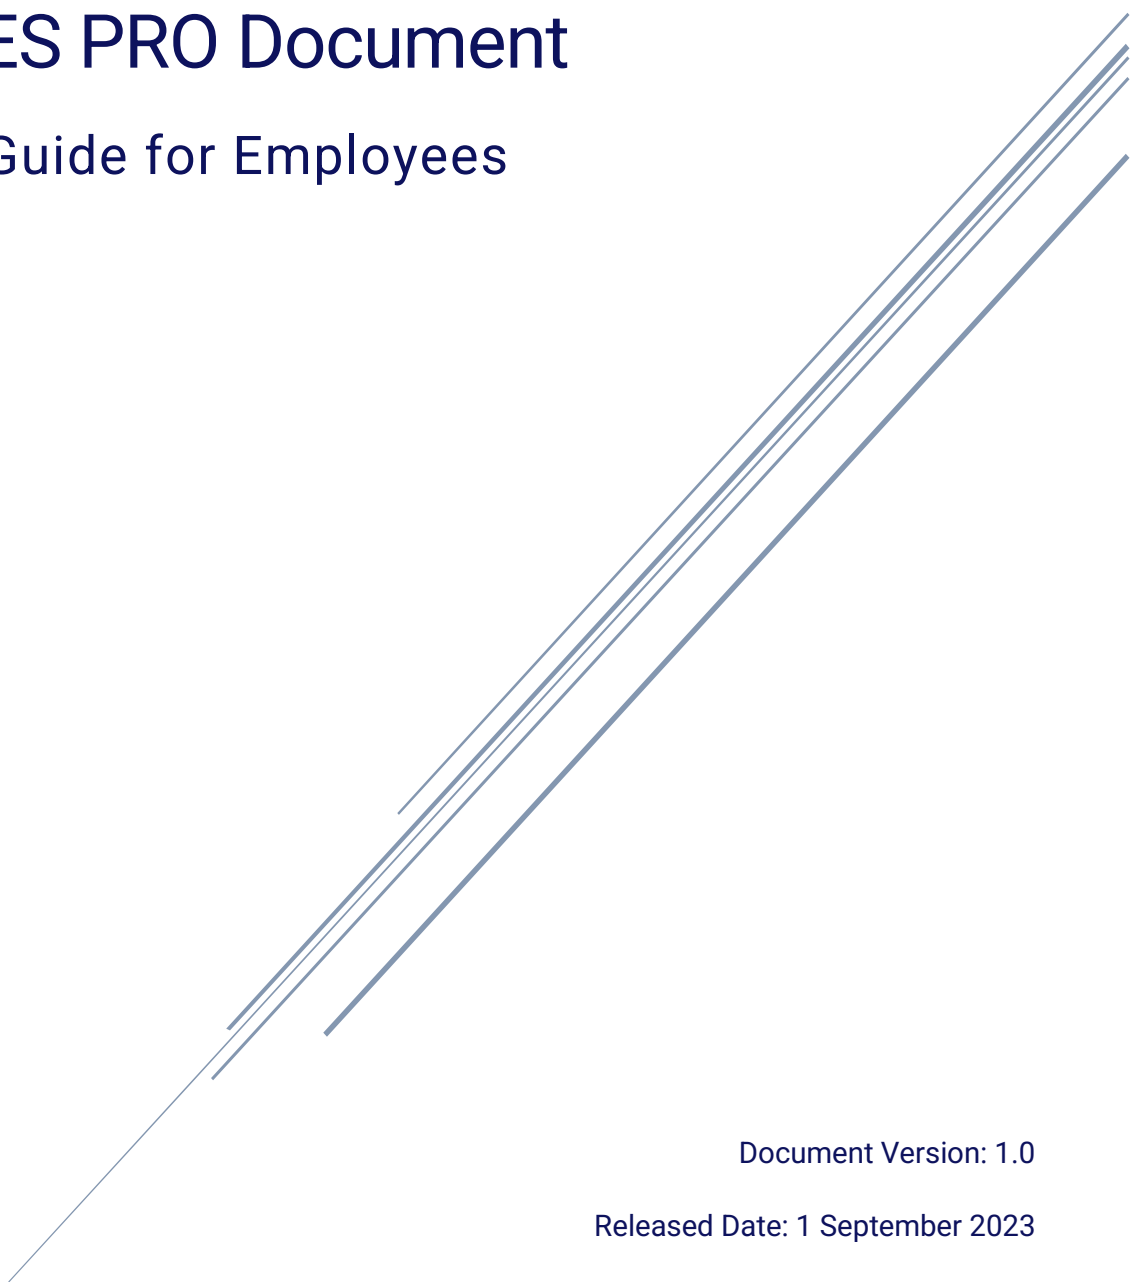 ES PRO Document
Guide for Employees
Document Version: 1.0
Released Date: 1 September 2023